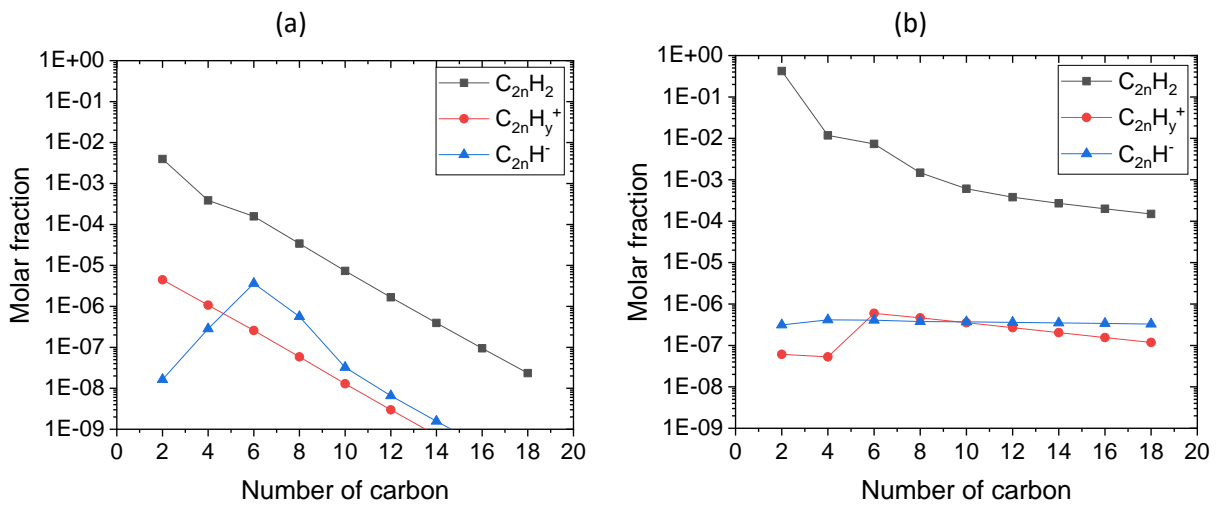 (a)
1E+00
1E-01
1E-02
1E-03
1E-04
1E-05
1E-06
1E-07
1E-08
1E-09
Molar fraction
0 2 4 6 8 10 12 14 16 18 20
Number of carbon
C2nH2
C2nHy+
C2nH-
(b)
1E+00
1E-01
1E-02
1E-03
1E-04
1E-05
1E-06
1E-07
1E-08
1E-09
Molar fraction
0 2 4 6 8 10 12 14 16 18 20
Number of carbon
C2nH2
C2nHy+
C2nH-